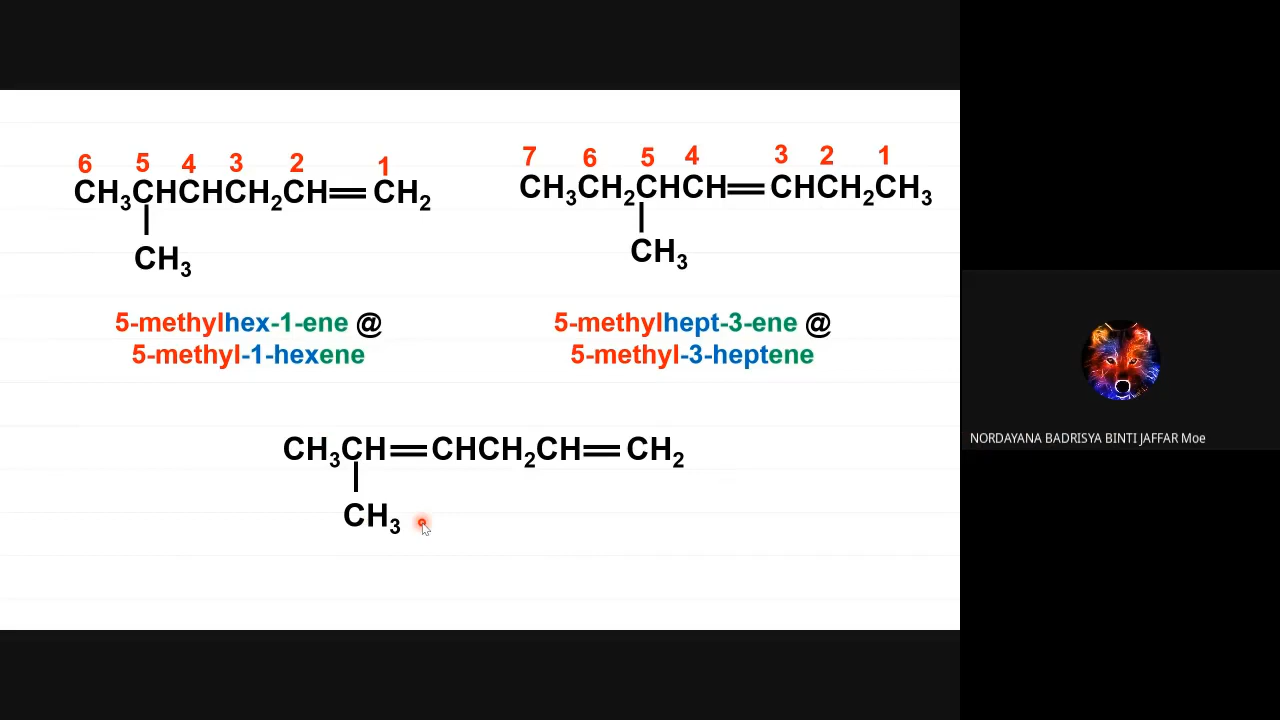 6 5 4 3 2 1
CH₃CHCHCH₂CH=CH₂
CH₃
5-methylhex-1-ene @
5-methyl-1-hexene
7 6 5 4 3 2 1
CH₃CH₂CHCH=CHCH₂CH₃
CH₃
5-methylhept-3-ene @
5-methyl-3-heptene
CH₃CH=CHCH₂CH=CH₂
CH₃
NORDAYANA BADRISYA BINTI JAFFAR Moe